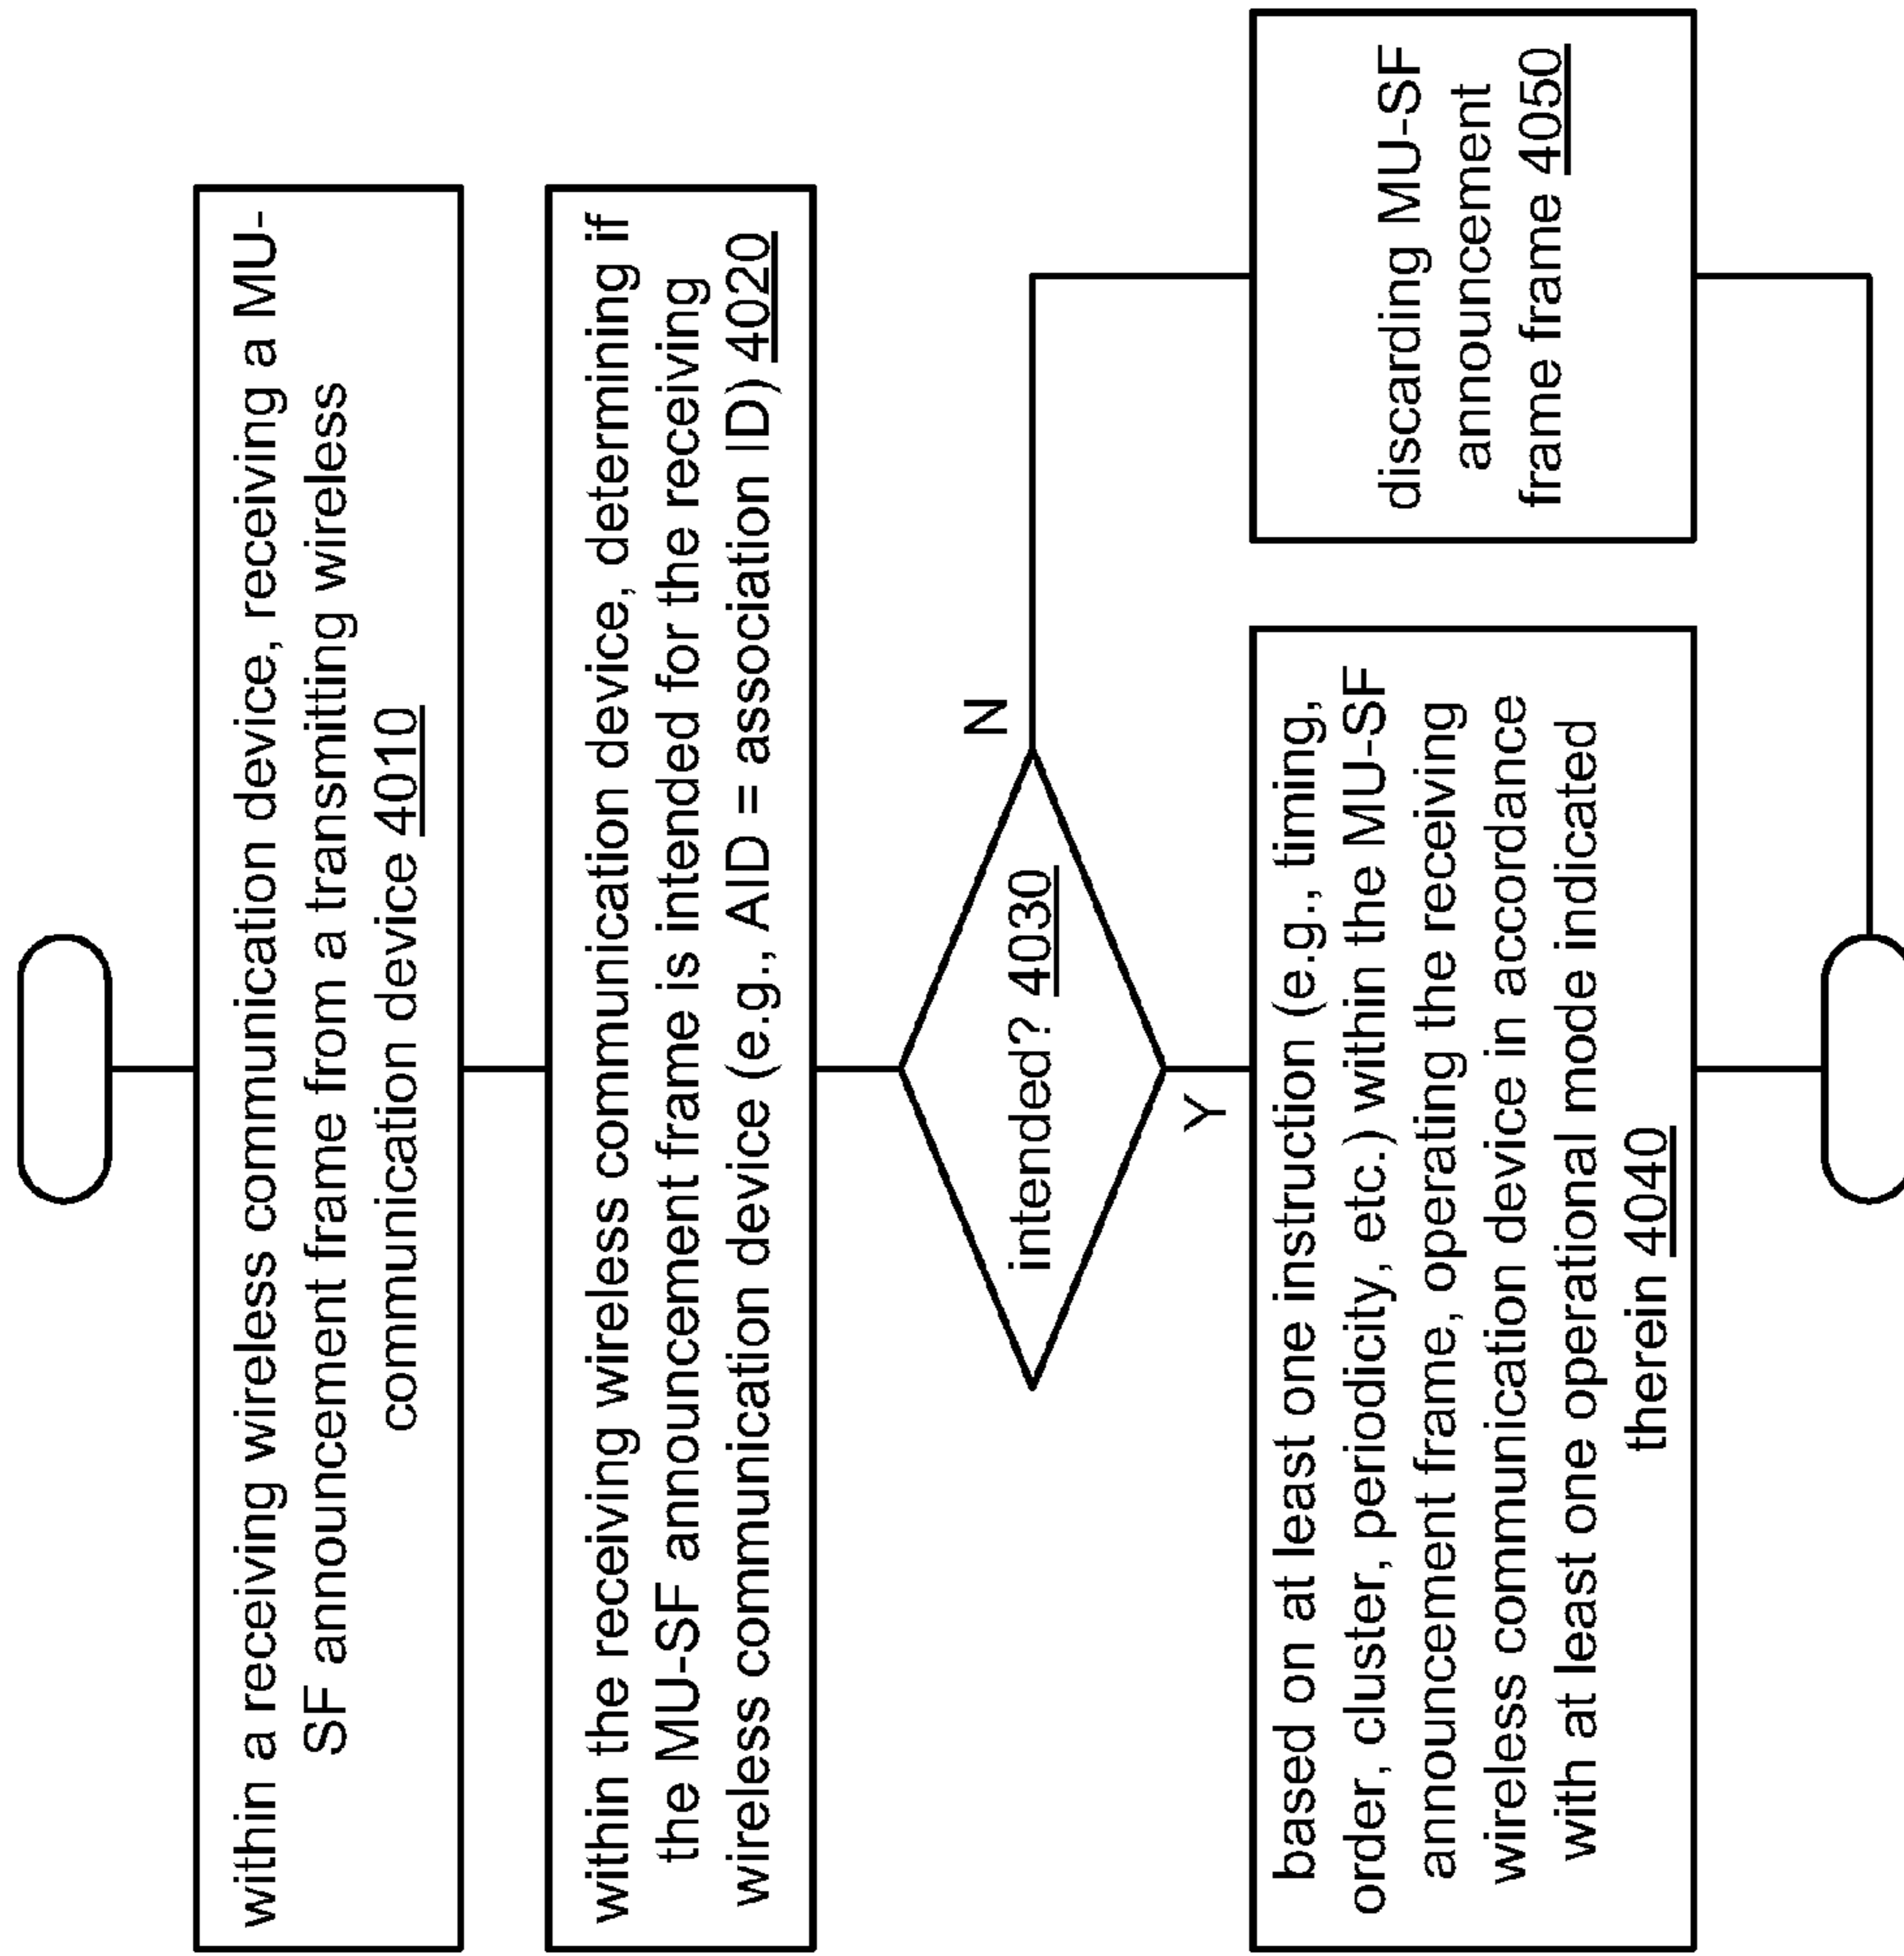 within a receiving wireless communication device, receiving a MU-
SF announcement frame from a transmitting wireless
communication device 4010
within the receiving wireless communication device, determining if
the MU-SF announcement frame is intended for the receiving
wireless communication device (e.g., AID = association ID) 4020
intended? 4030
N
Y
based on at least one instruction (e.g., timing,
order, cluster, periodicity, etc.) within the MU-SF
announcement frame, operating the receiving
wireless communication device in accordance
with at least one operational mode indicated
therein 4040
discarding MU-SF
announcement
frame frame 4050